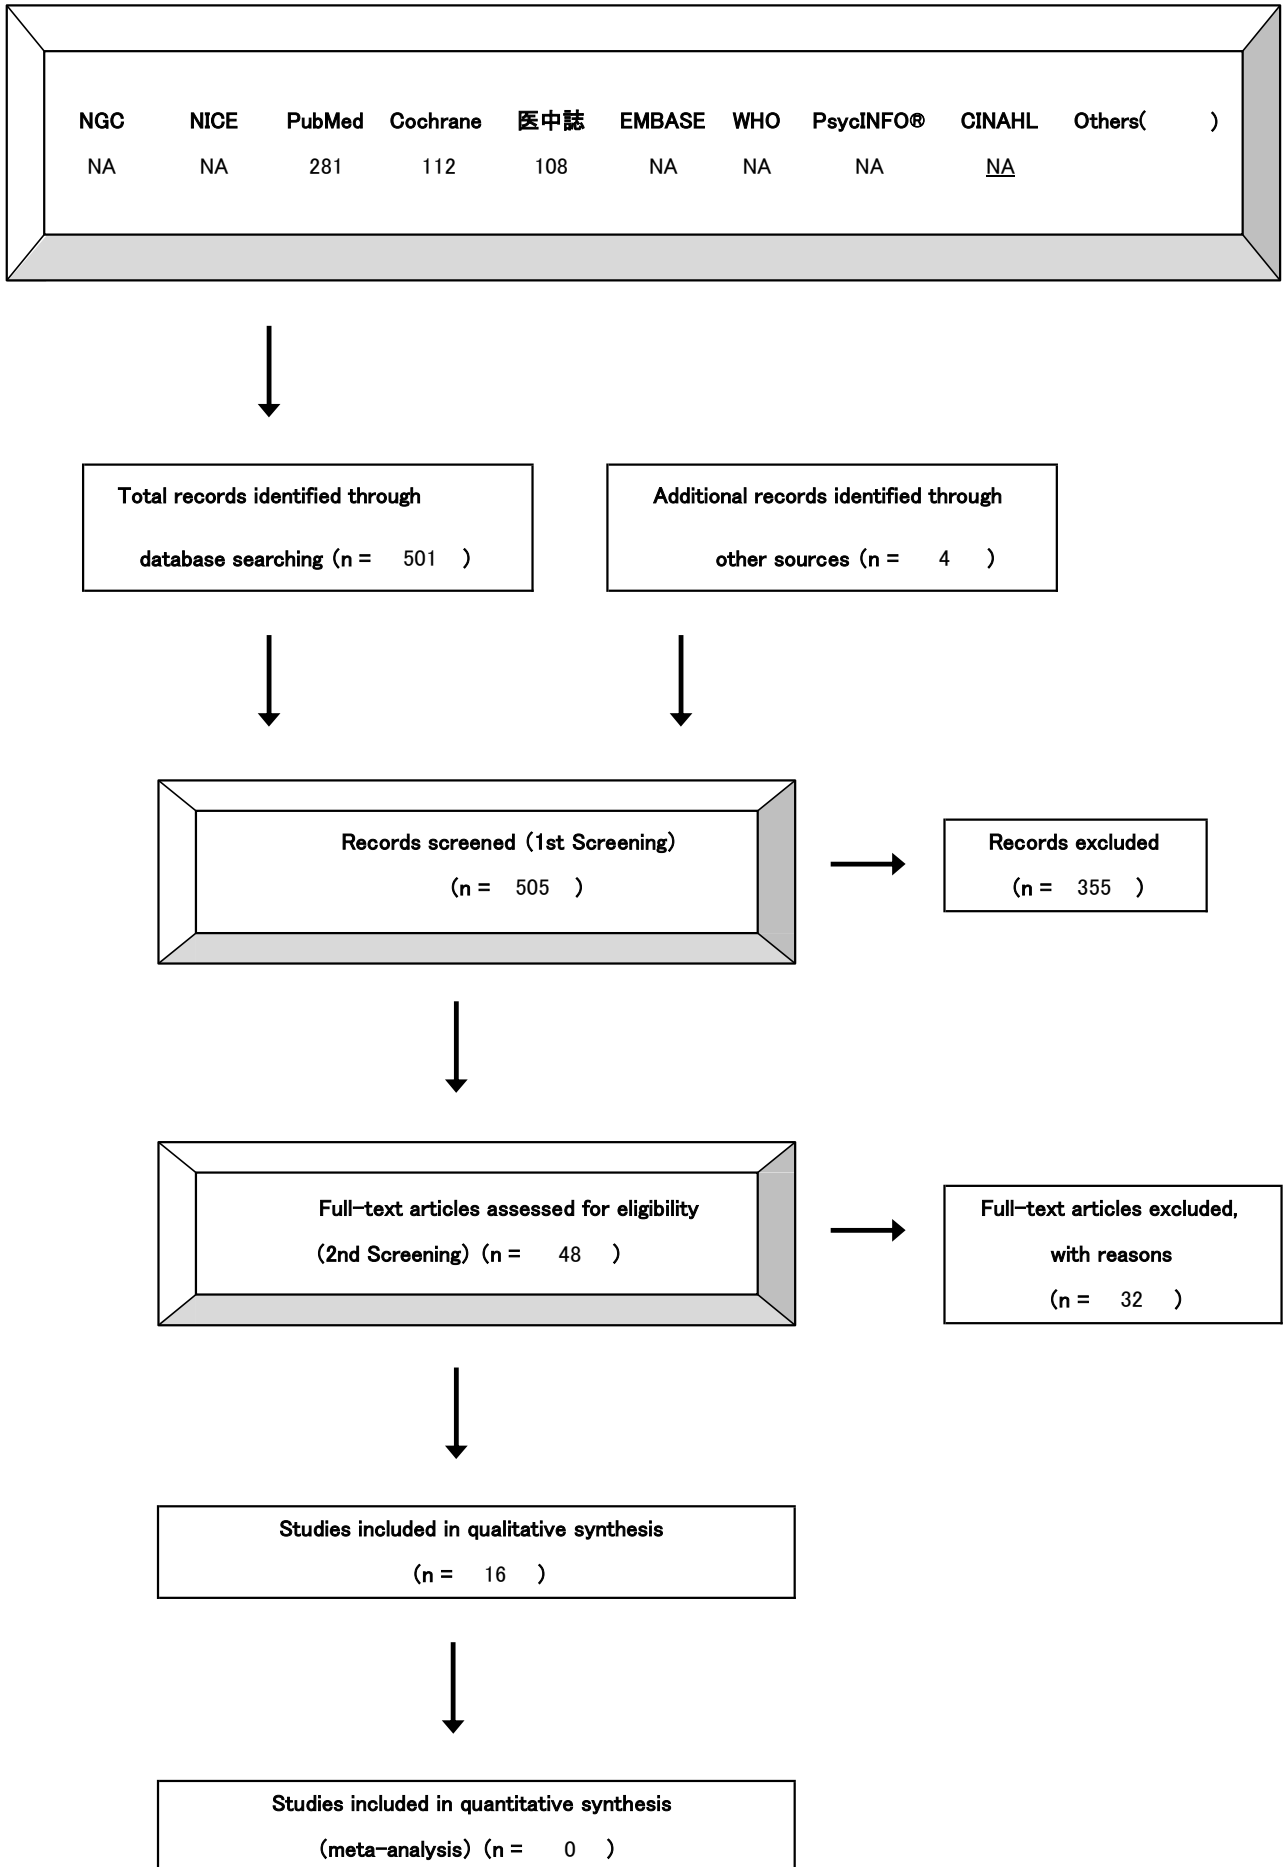 NGC NICE PubMed Cochrane 医中誌 EMBASE WHO PsycINFO® CINAHL Others( )
NA NA 281 112 108 NA NA NA NA
Total records identified through
database searching (n = 501 )
Additional records identified through
other sources (n = 4 )
Records screened (1st Screening)
(n = 505 )
Records excluded
(n = 355 )
Full-text articles assessed for eligibility
(2nd Screening) (n = 48 )
Full-text articles excluded,
with reasons
(n = 32 )
Studies included in qualitative synthesis
(n = 16 )
Studies included in quantitative synthesis
(meta-analysis) (n = 0 )